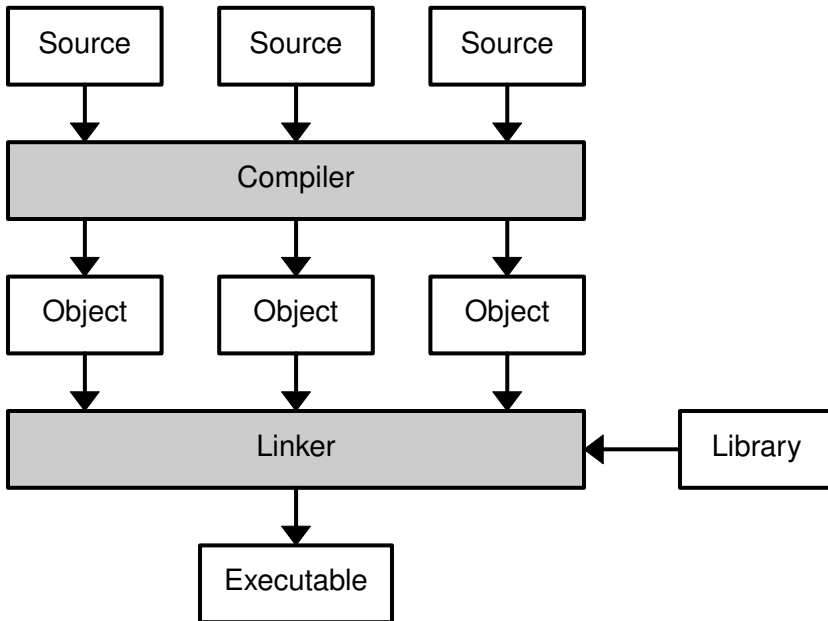 Source
Source
Source
Compiler
Object
Object
Object
Linker
Library
Executable